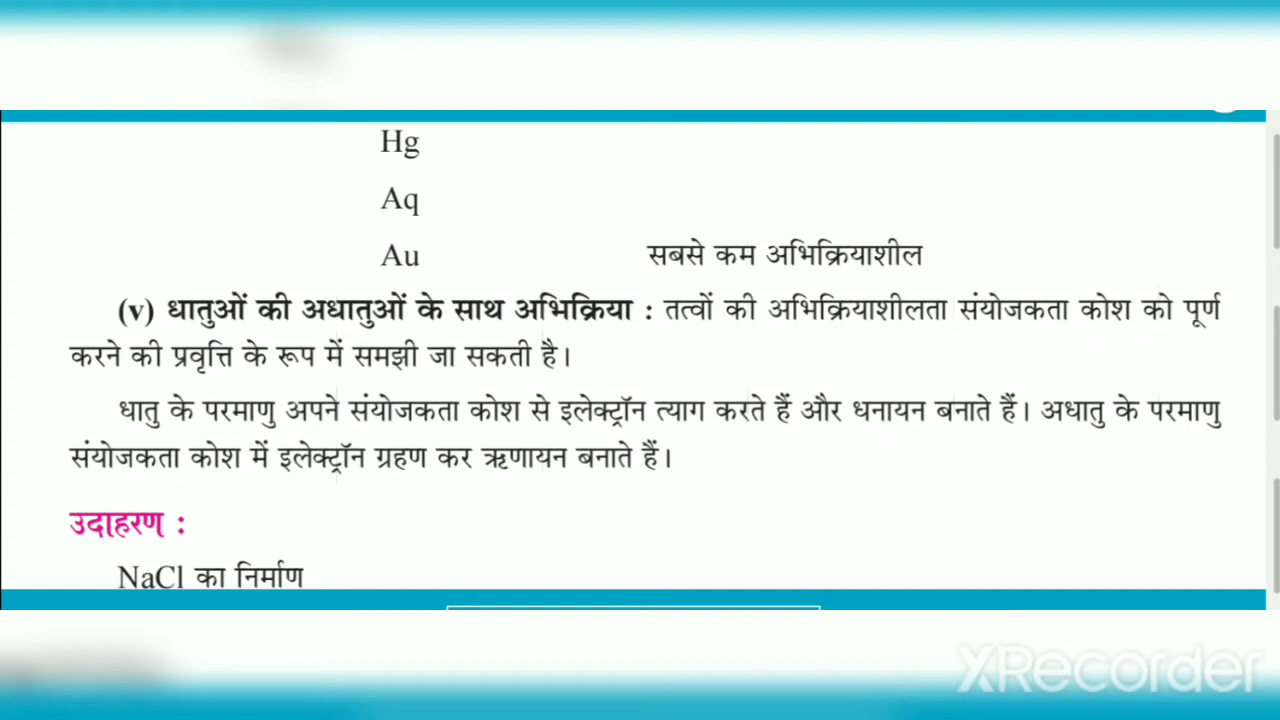 Hg
Aq
Au सबसे कम अभिक्रियाशील
(v) धातुओं की अधातुओं के साथ अभिक्रिया : तत्वों की अभिक्रियाशीलता संयोजकता कोश को पूर्ण
करने की प्रवृत्ति के रूप में समझी जा सकती है।
धातु के परमाणु अपने संयोजकता कोश से इलेक्ट्रॉन त्याग करते हैं और धनायन बनाते हैं। अधातु के परमाणु
संयोजकता कोश में इलेक्ट्रॉन ग्रहण कर ऋणायन बनाते हैं।
उदाहरण :
NaCl का निर्माण
XRecorder